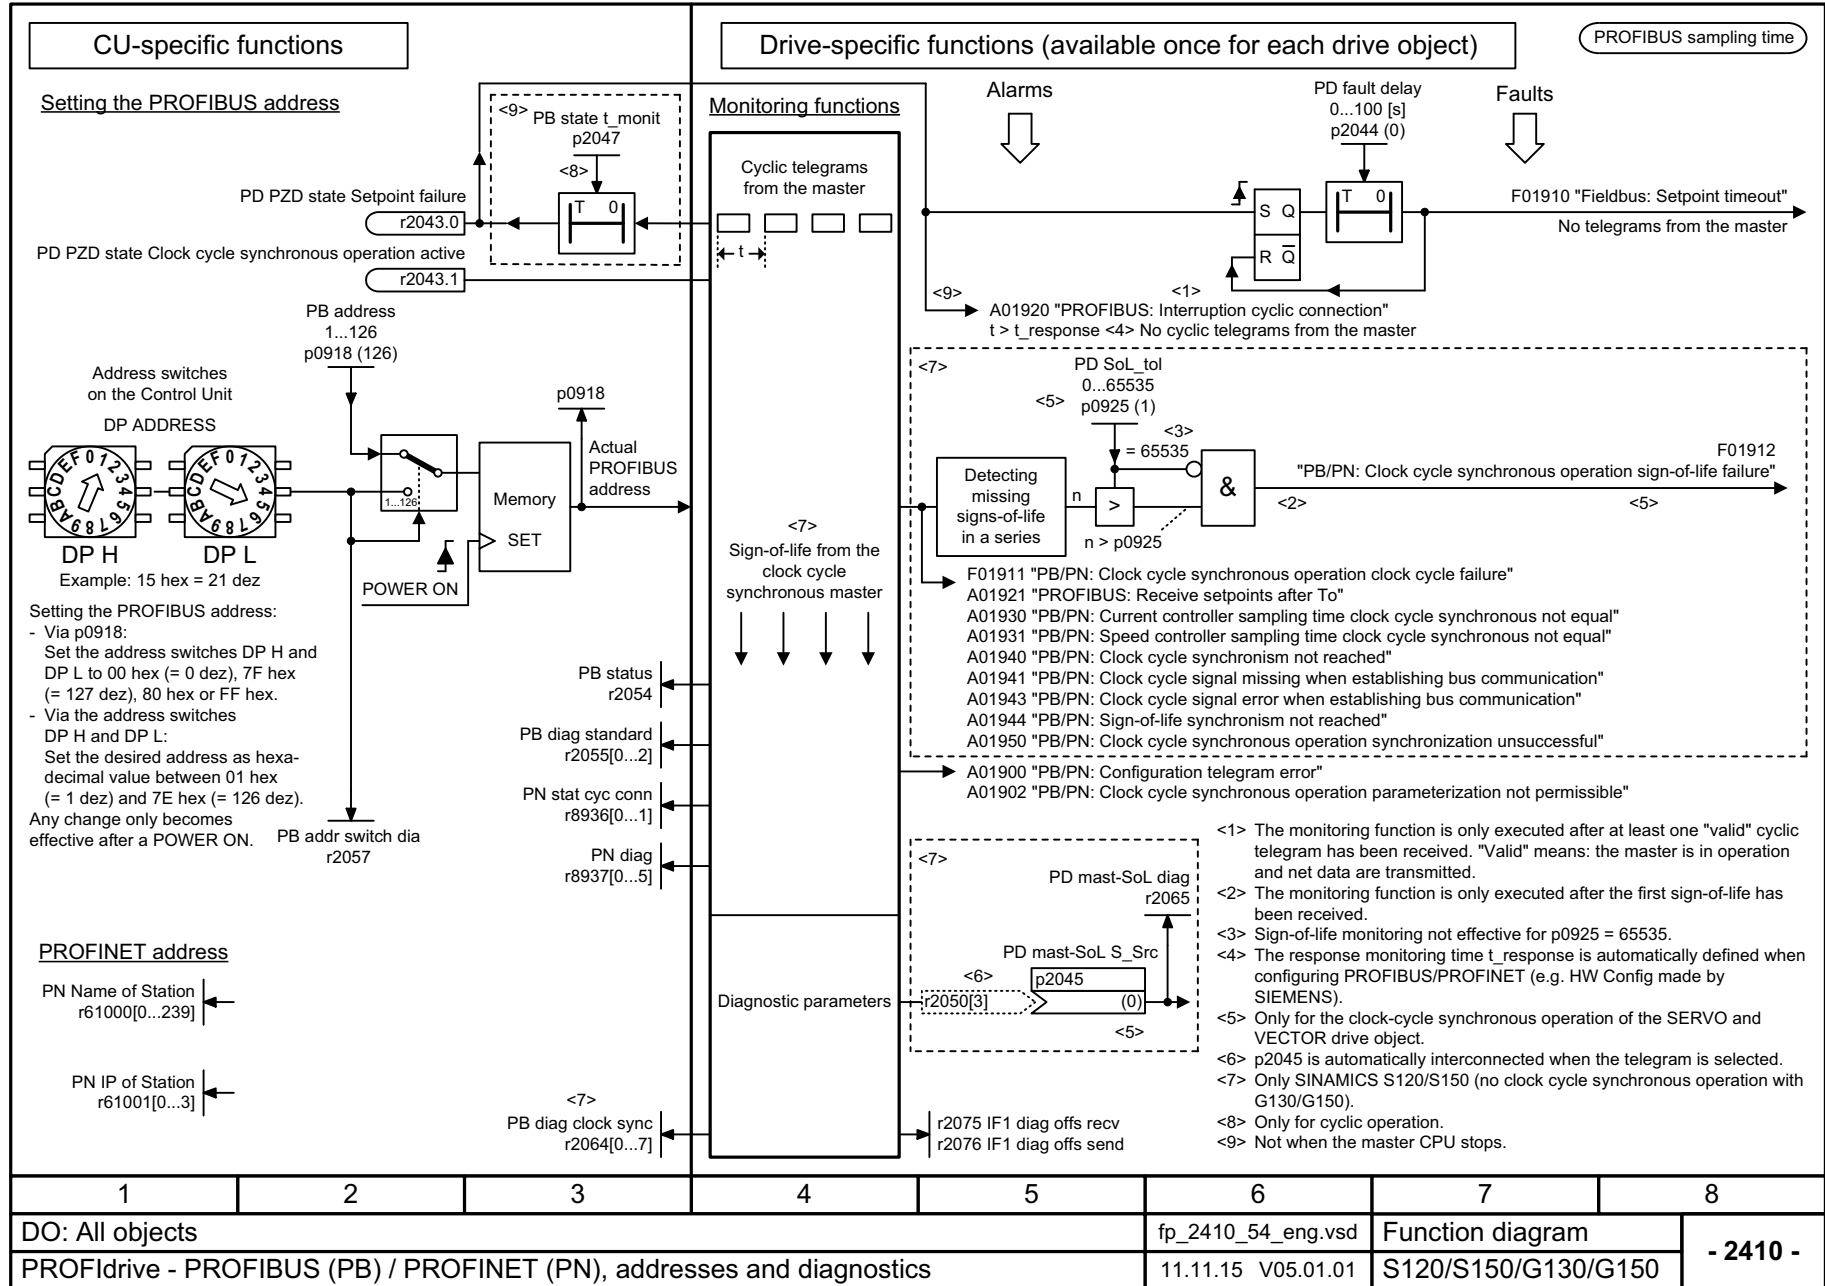 CU-specific functions
Drive-specific functions (available once for each drive object)
PROFIBUS sampling time
Setting the PROFIBUS address
<9>
PB state t_monit
p2047
<8>
T 0
PD PZD state Setpoint failure
r2043.0
PD PZD state Clock cycle synchronous operation active
r2043.1
PB address
1...126
p0918 (126)
Address switches
on the Control Unit
DP ADDRESS
0 1 2 3 4 5 6 7 8 9 A B C D E F
0 1 2 3 4 5 6 7 8 9 A B C D E F
DP H
DP L
Example: 15 hex = 21 dez
1...126
p0918
Memory
SET
Actual
PROFIBUS
address
POWER ON
Setting the PROFIBUS address:
- Via p0918:
Set the address switches DP H and
DP L to 00 hex (= 0 dez), 7F hex
(= 127 dez), 80 hex or FF hex.
- Via the address switches
DP H and DP L:
Set the desired address as hexa-
decimal value between 01 hex
(= 1 dez) and 7E hex (= 126 dez).
Any change only becomes
effective after a POWER ON.
PB addr switch dia
r2057
PB status
r2054
PB diag standard
r2055[0...2]
PN stat cyc conn
r8936[0...1]
PN diag
r8937[0...5]
PROFINET address
PN Name of Station
r61000[0...239]
PN IP of Station
r61001[0...3]
<7>
PB diag clock sync
r2064[0...7]
Monitoring functions
Cyclic telegrams
from the master
t
<7>
Sign-of-life from the
clock cycle
synchronous master
Diagnostic parameters
Alarms
PD fault delay
0...100 [s]
p2044 (0)
Faults
S Q
R Q̅
T 0
F01910 "Fieldbus: Setpoint timeout"
No telegrams from the master
<1>
<9>
A01920 "PROFIBUS: Interruption cyclic connection"
t > t_response <4> No cyclic telegrams from the master
<7>
PD SoL_tol
0...65535
<5>
p0925 (1)
<3>
= 65535
Detecting
missing
signs-of-life
in a series
n
>
n > p0925
&
<2>
F01912
"PB/PN: Clock cycle synchronous operation sign-of-life failure"
<5>
F01911 "PB/PN: Clock cycle synchronous operation clock cycle failure"
A01921 "PROFIBUS: Receive setpoints after To"
A01930 "PB/PN: Current controller sampling time clock cycle synchronous not equal"
A01931 "PB/PN: Speed controller sampling time clock cycle synchronous not equal"
A01940 "PB/PN: Clock cycle synchronism not reached"
A01941 "PB/PN: Clock cycle signal missing when establishing bus communication"
A01943 "PB/PN: Clock cycle signal error when establishing bus communication"
A01944 "PB/PN: Sign-of-life synchronism not reached"
A01950 "PB/PN: Clock cycle synchronous operation synchronization unsuccessful"
A01900 "PB/PN: Configuration telegram error"
A01902 "PB/PN: Clock cycle synchronous operation parameterization not permissible"
<7>
PD mast-SoL diag
r2065
PD mast-SoL S_Src
<6>
p2045
r2050[3]
(0)
<5>
r2075 IF1 diag offs recv
r2076 IF1 diag offs send
<1> The monitoring function is only executed after at least one "valid" cyclic
telegram has been received. "Valid" means: the master is in operation
and net data are transmitted.
<2> The monitoring function is only executed after the first sign-of-life has
been received.
<3> Sign-of-life monitoring not effective for p0925 = 65535.
<4> The response monitoring time t_response is automatically defined when
configuring PROFIBUS/PROFINET (e.g. HW Config made by
SIEMENS).
<5> Only for the clock-cycle synchronous operation of the SERVO and
VECTOR drive object.
<6> p2045 is automatically interconnected when the telegram is selected.
<7> Only SINAMICS S120/S150 (no clock cycle synchronous operation with
G130/G150).
<8> Only for cyclic operation.
<9> Not when the master CPU stops.
1 2 3 4 5 6 7 8
DO: All objects
fp_2410_54_eng.vsd
Function diagram
- 2410 -
PROFIdrive - PROFIBUS (PB) / PROFINET (PN), addresses and diagnostics
11.11.15 V05.01.01
S120/S150/G130/G150